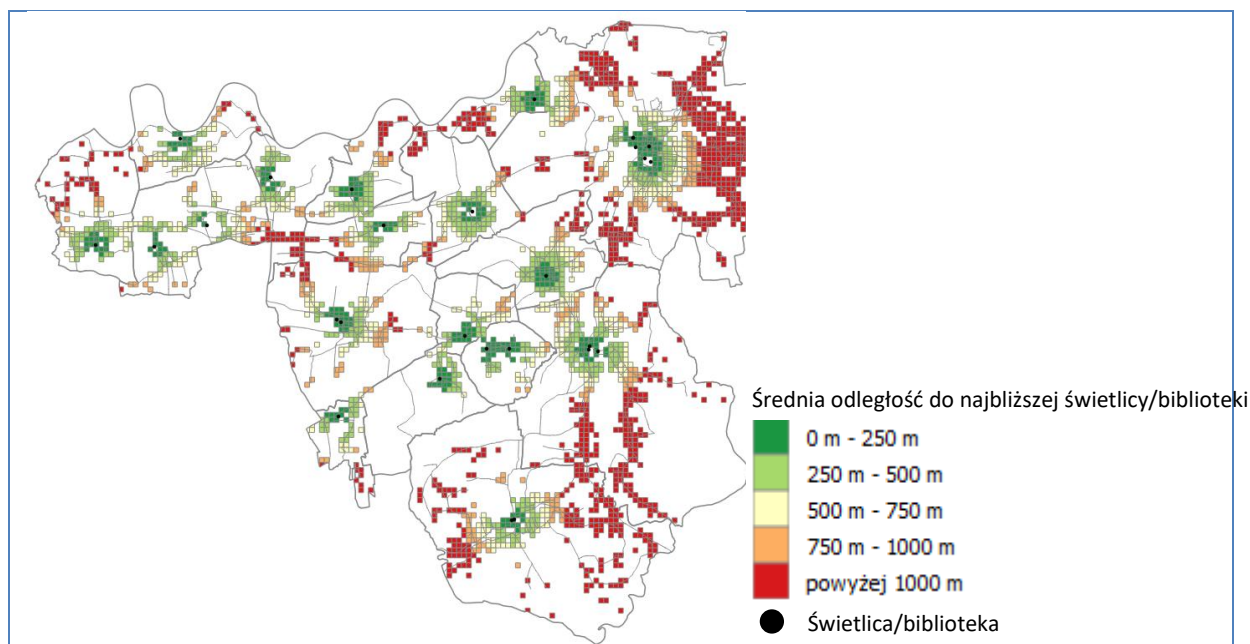 Średnia odległość do najbliższej świetlicy/biblioteki
0 m - 250 m
250 m - 500 m
500 m - 750 m
750 m - 1000 m
powyżej 1000 m
Świetlica/biblioteka